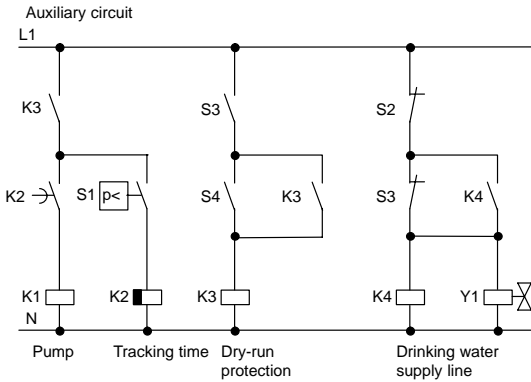 Auxiliary circuit
L1
K3 S3 S2
K2 S1 p< S4 K3 S3 K4
K1 K2 K3 K4 Y1
N
Pump Tracking time Dry-run protection Drinking water supply line